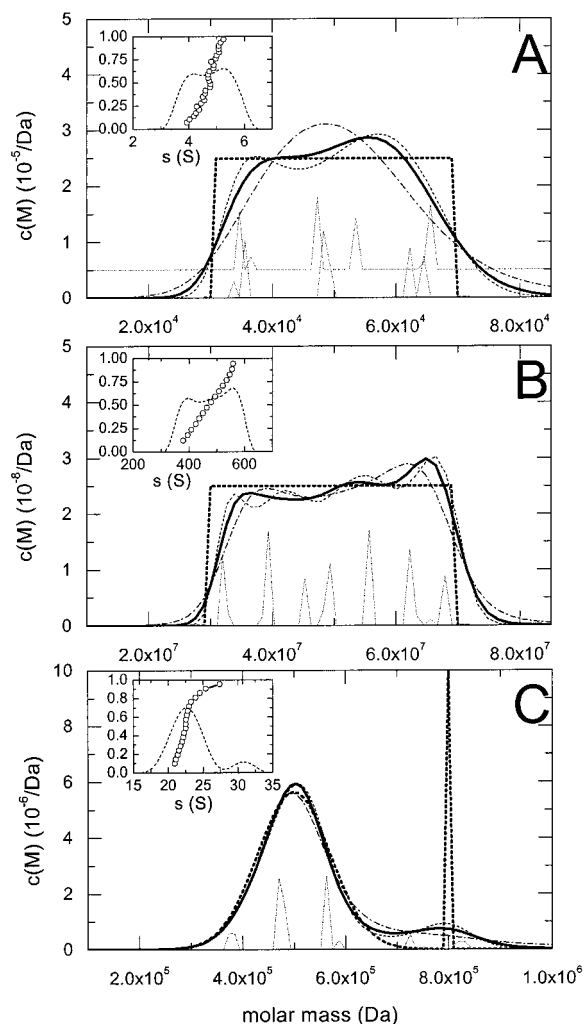 A
5
4
3
2
1
0
c(M) (10⁻⁵/Da)
1.00
0.75
0.50
0.25
0.00
2 4 6
s (S)
2.0x10⁴ 4.0x10⁴ 6.0x10⁴ 8.0x10⁴
B
5
4
3
2
1
0
c(M) (10⁻⁸/Da)
1.00
0.75
0.50
0.25
0.00
200 400 600
s (S)
2.0x10⁷ 4.0x10⁷ 6.0x10⁷ 8.0x10⁷
C
10
8
6
4
2
0
c(M) (10⁻⁶/Da)
1.0
0.8
0.6
0.4
0.2
0.0
15 20 25 30 35
s (S)
2.0x10⁵ 4.0x10⁵ 6.0x10⁵ 8.0x10⁵ 1.0x10⁶
molar mass (Da)